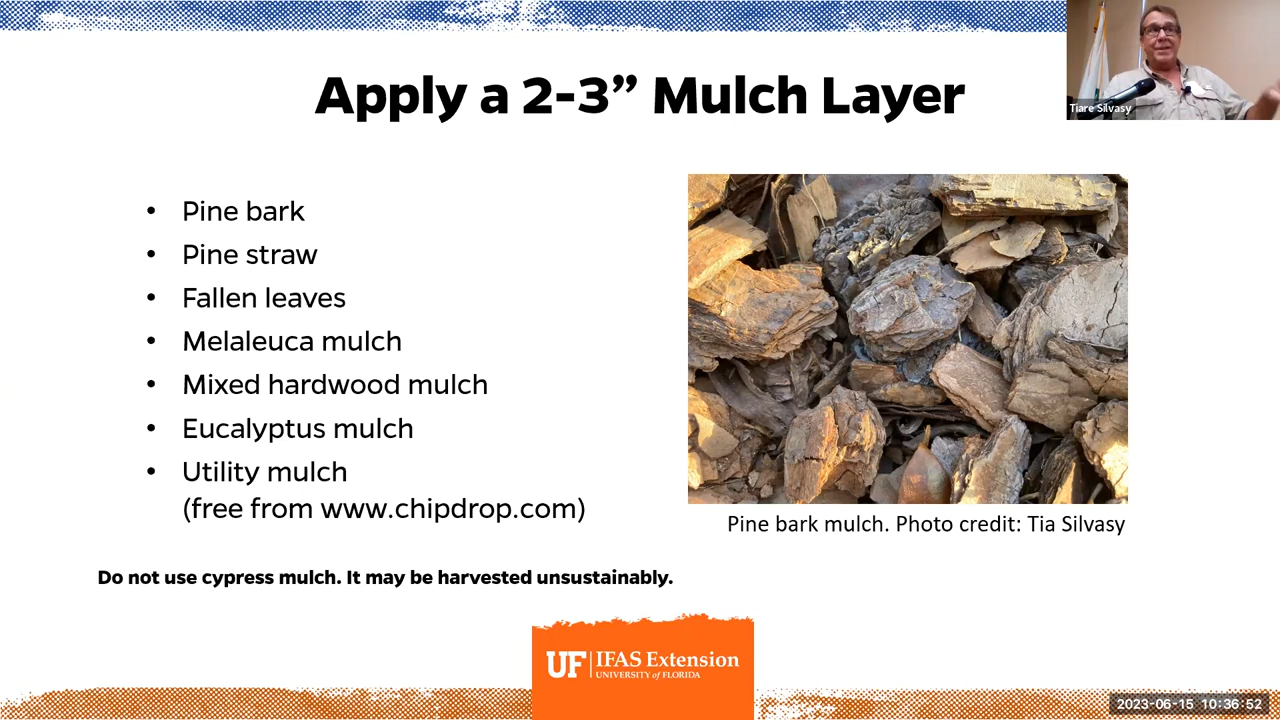 Apply a 2-3” Mulch Layer
Tiare Silvasy
• Pine bark
• Pine straw
• Fallen leaves
• Melaleuca mulch
• Mixed hardwood mulch
• Eucalyptus mulch
• Utility mulch
(free from www.chipdrop.com)
Pine bark mulch. Photo credit: Tia Silvasy
Do not use cypress mulch. It may be harvested unsustainably.
UF IFAS Extension
UNIVERSITY of FLORIDA
2023-06-15 10:36:52